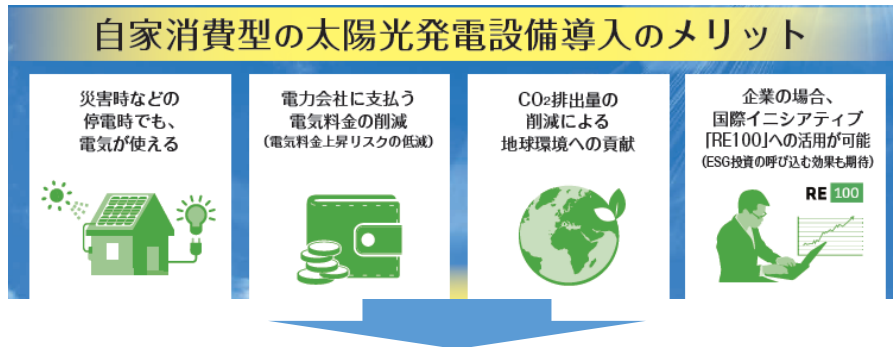 自家消費型の太陽光発電設備導入のメリット
災害時などの
停電時でも、
電気が使える
電力会社に支払う
電気料金の削減
(電気料金上昇リスクの低減)
CO₂排出量の
削減による
地球環境への貢献
企業の場合、
国際イニシアティブ
「RE100」への活用が可能
(ESG投資の呼び込む効果も期待)
RE 100